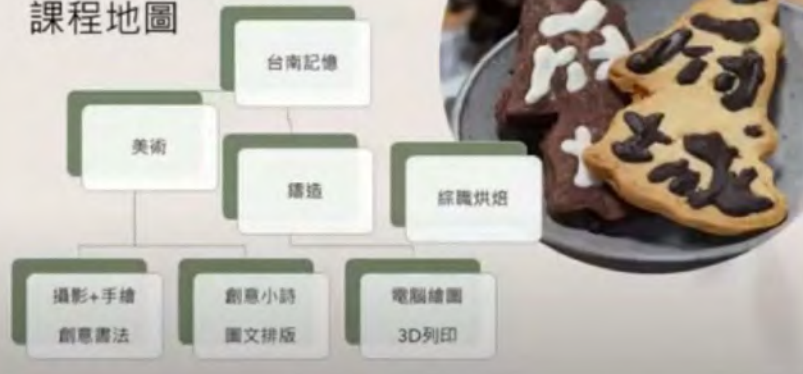 課程地圖
台南記憶
美術
鑄造
綜職烘焙
攝影+手繪
創意書法
創意小詩
圖文排版
電腦繪圖
3D列印